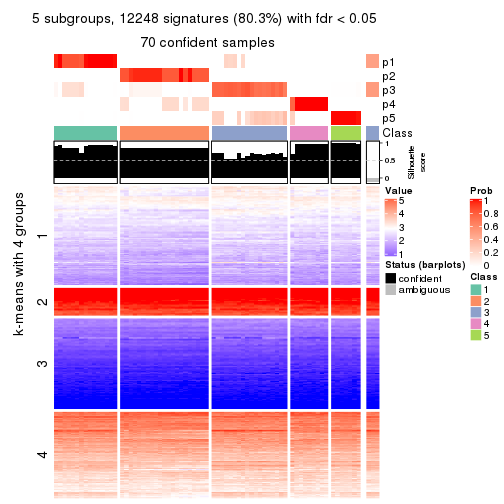 5 subgroups, 12248 signatures (80.3%) with fdr < 0.05
70 confident samples
p1
p2
p3
p4
p5
Class
1
0.5
0
Silhouette
score
k-means with 4 groups
1
2
3
4
Value
5
4
3
2
1
Status (barplots)
confident
ambiguous
Prob
1
0.8
0.6
0.4
0.2
0
Class
1
2
3
4
5